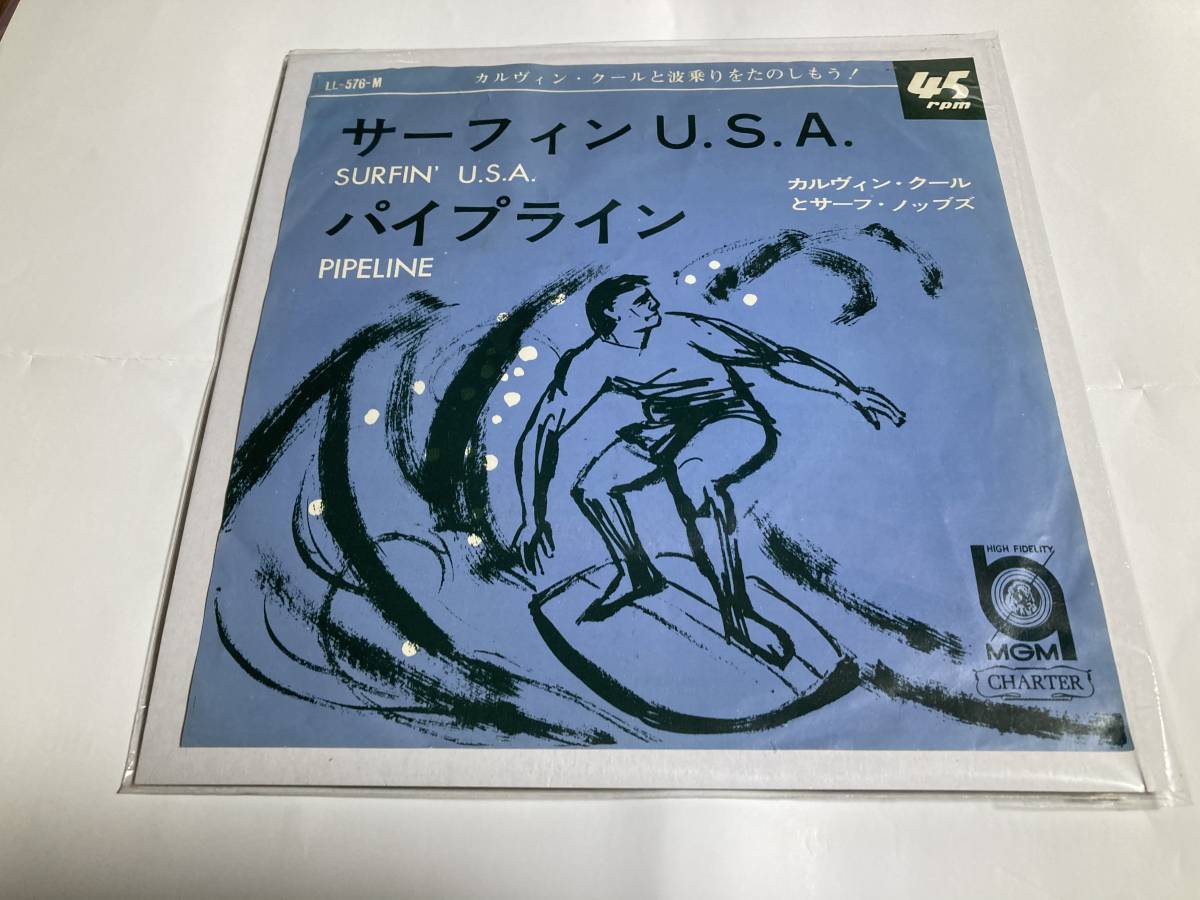 LL-576-M
カルヴィン・クールと波乗りをたのしもう!
45
rpm
サーフィン U.S.A.
SURFIN' U.S.A.
カルヴィン・クール
とサーフ・ノッブズ
パイプライン
PIPELINE
HIGH FIDELITY
MGM
CHARTER